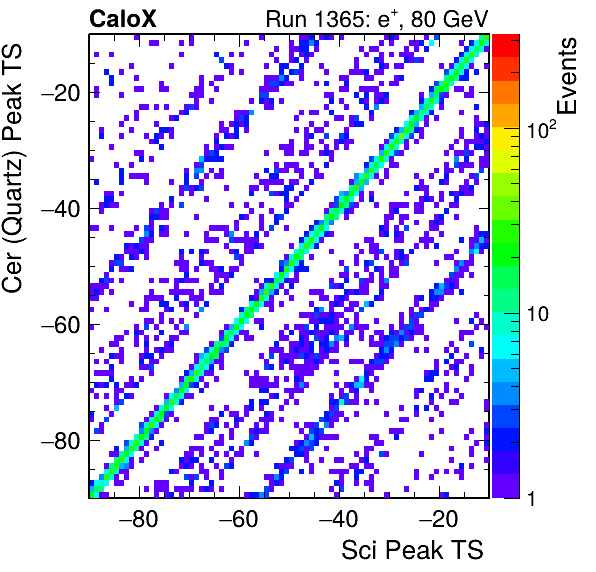 CaloX Run 1365: e⁺, 80 GeV
Cer (Quartz) Peak TS
−20
−40
−60
−80
−80 −60 −40 −20
Sci Peak TS
Events
10²
10
1